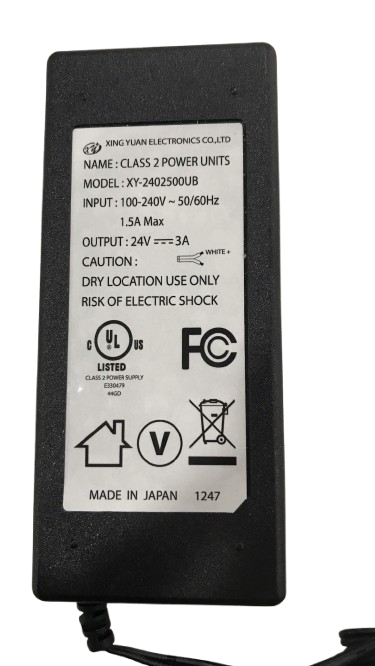 XING YUAN ELECTRONICS CO.,LTD
NAME : CLASS 2 POWER UNITS
MODEL : XY-2402500UB
INPUT : 100-240V ~ 50/60Hz
1.5A Max
OUTPUT : 24V ⎓ 3A
CAUTION : WHITE +
DRY LOCATION USE ONLY
RISK OF ELECTRIC SHOCK
C UL ® US
LISTED
CLASS 2 POWER SUPPLY
E330479
44GD
FC
V
MADE IN JAPAN 1247